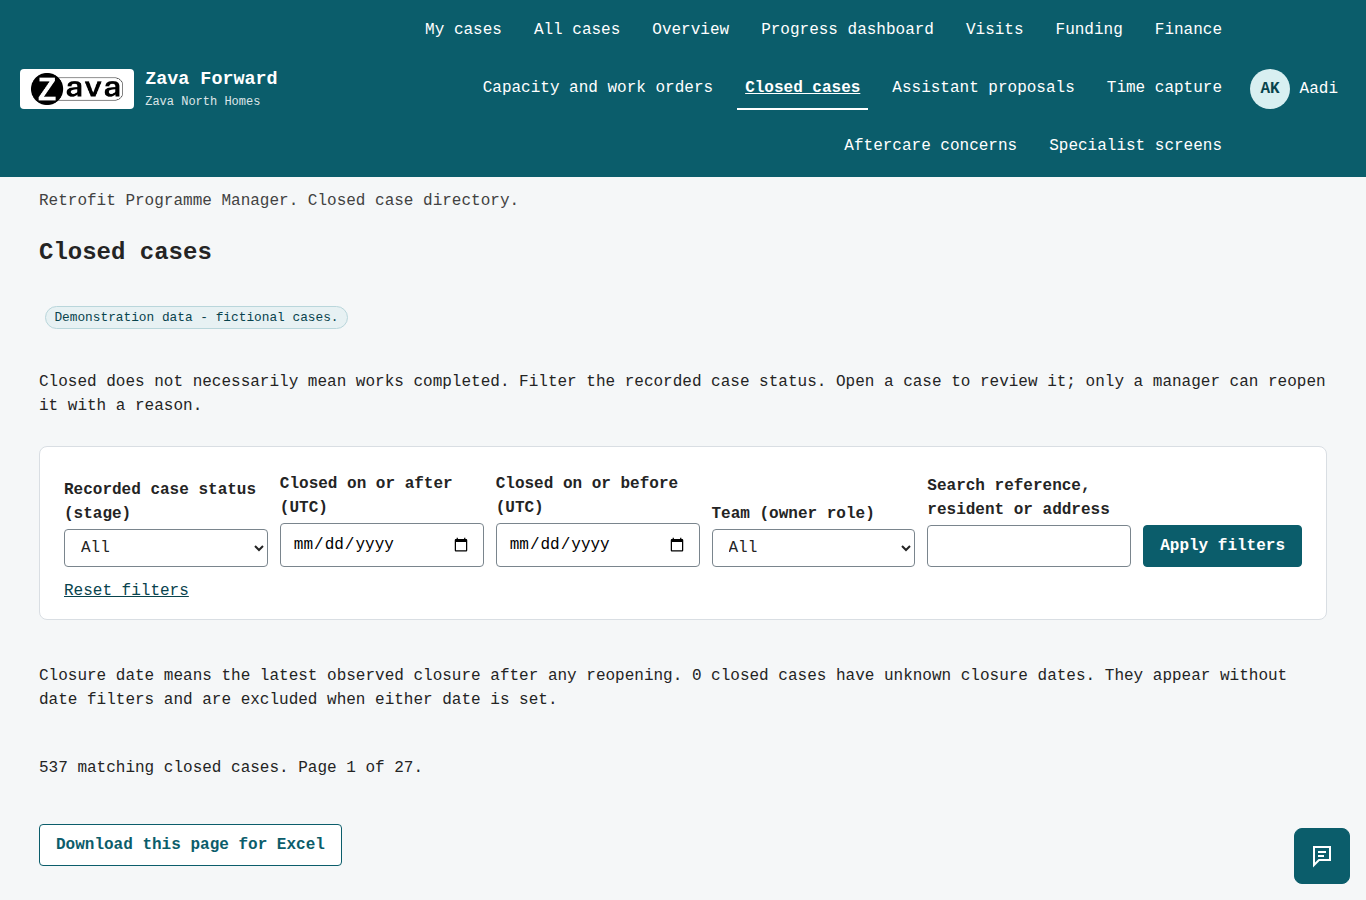 My cases All cases Overview Progress dashboard Visits Funding Finance
Zava
Zava Forward
Zava North Homes
Capacity and work orders Closed cases Assistant proposals Time capture
AK Aadi
Aftercare concerns Specialist screens
Retrofit Programme Manager. Closed case directory.
Closed cases
Demonstration data - fictional cases.
Closed does not necessarily mean works completed. Filter the recorded case status. Open a case to review it; only a manager can reopen
it with a reason.
Recorded case status
(stage)
All
Closed on or after
(UTC)
mm/dd/yyyy
Closed on or before
(UTC)
mm/dd/yyyy
Team (owner role)
All
Search reference,
resident or address
Apply filters
Reset filters
Closure date means the latest observed closure after any reopening. 0 closed cases have unknown closure dates. They appear without
date filters and are excluded when either date is set.
537 matching closed cases. Page 1 of 27.
Download this page for Excel